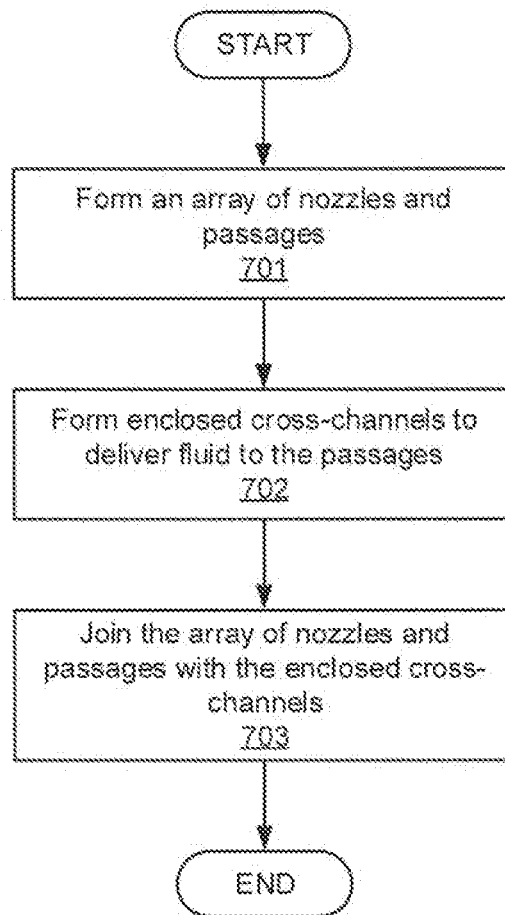 START
Form an array of nozzles and
passages
701
Form enclosed cross-channels to
deliver fluid to the passages
702
Join the array of nozzles and
passages with the enclosed cross-
channels
703
END